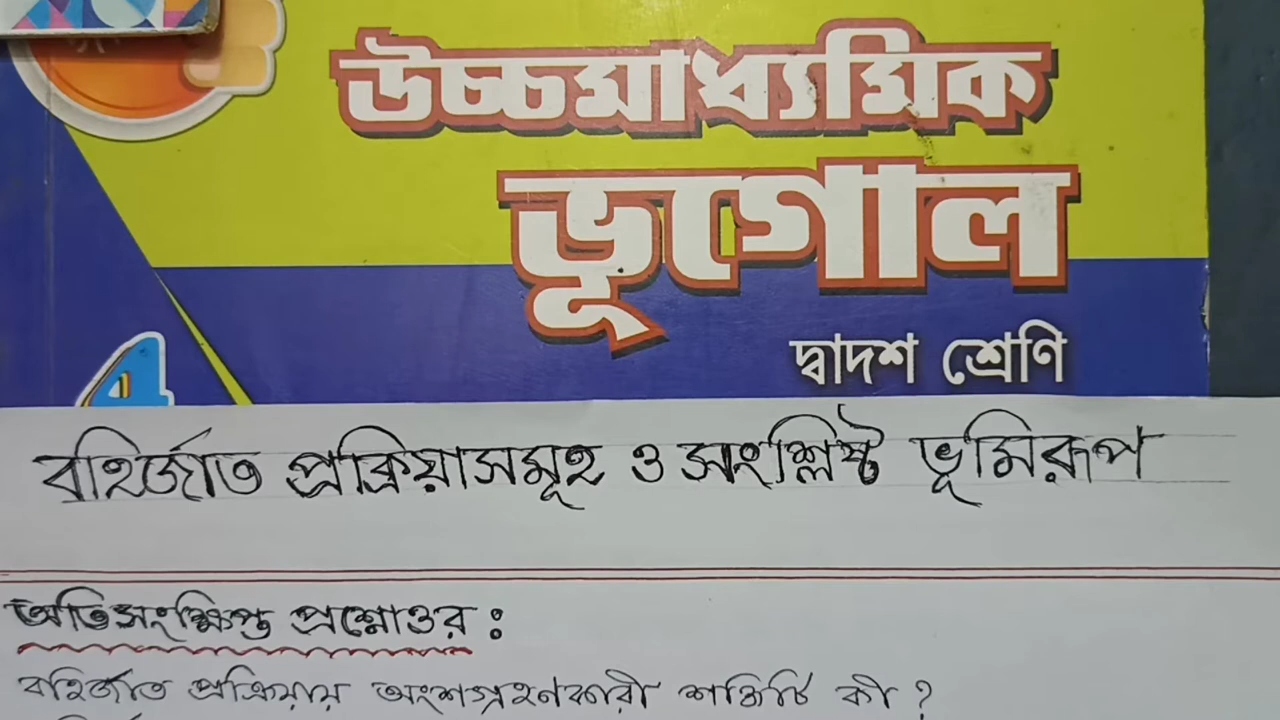 উচ্চমাধ্যমিক
ভূগোল
দ্বাদশ শ্রেণি
বহির্জাত প্রক্রিয়াসমূহ ও সংশ্লিষ্ট ভূমিরূপ
অতিসংক্ষিপ্ত প্রশ্নোত্তর :
বহির্জাত প্রক্রিয়ায় অংশগ্রহণকারী শক্তিটি কী ?